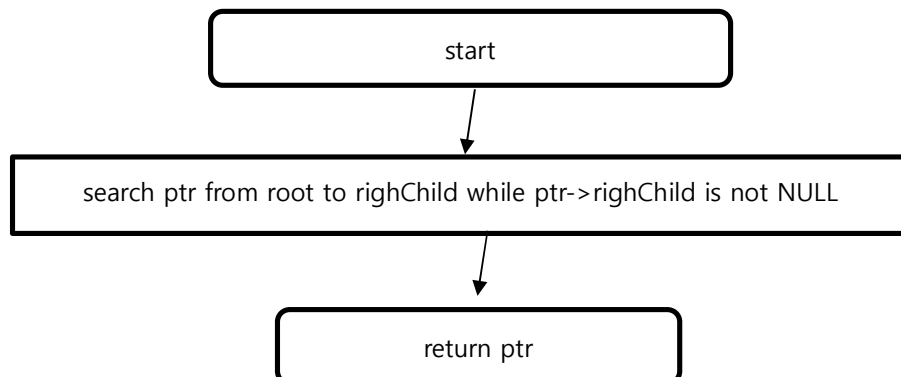 start
search ptr from root to righChild while ptr->righChild is not NULL
return ptr